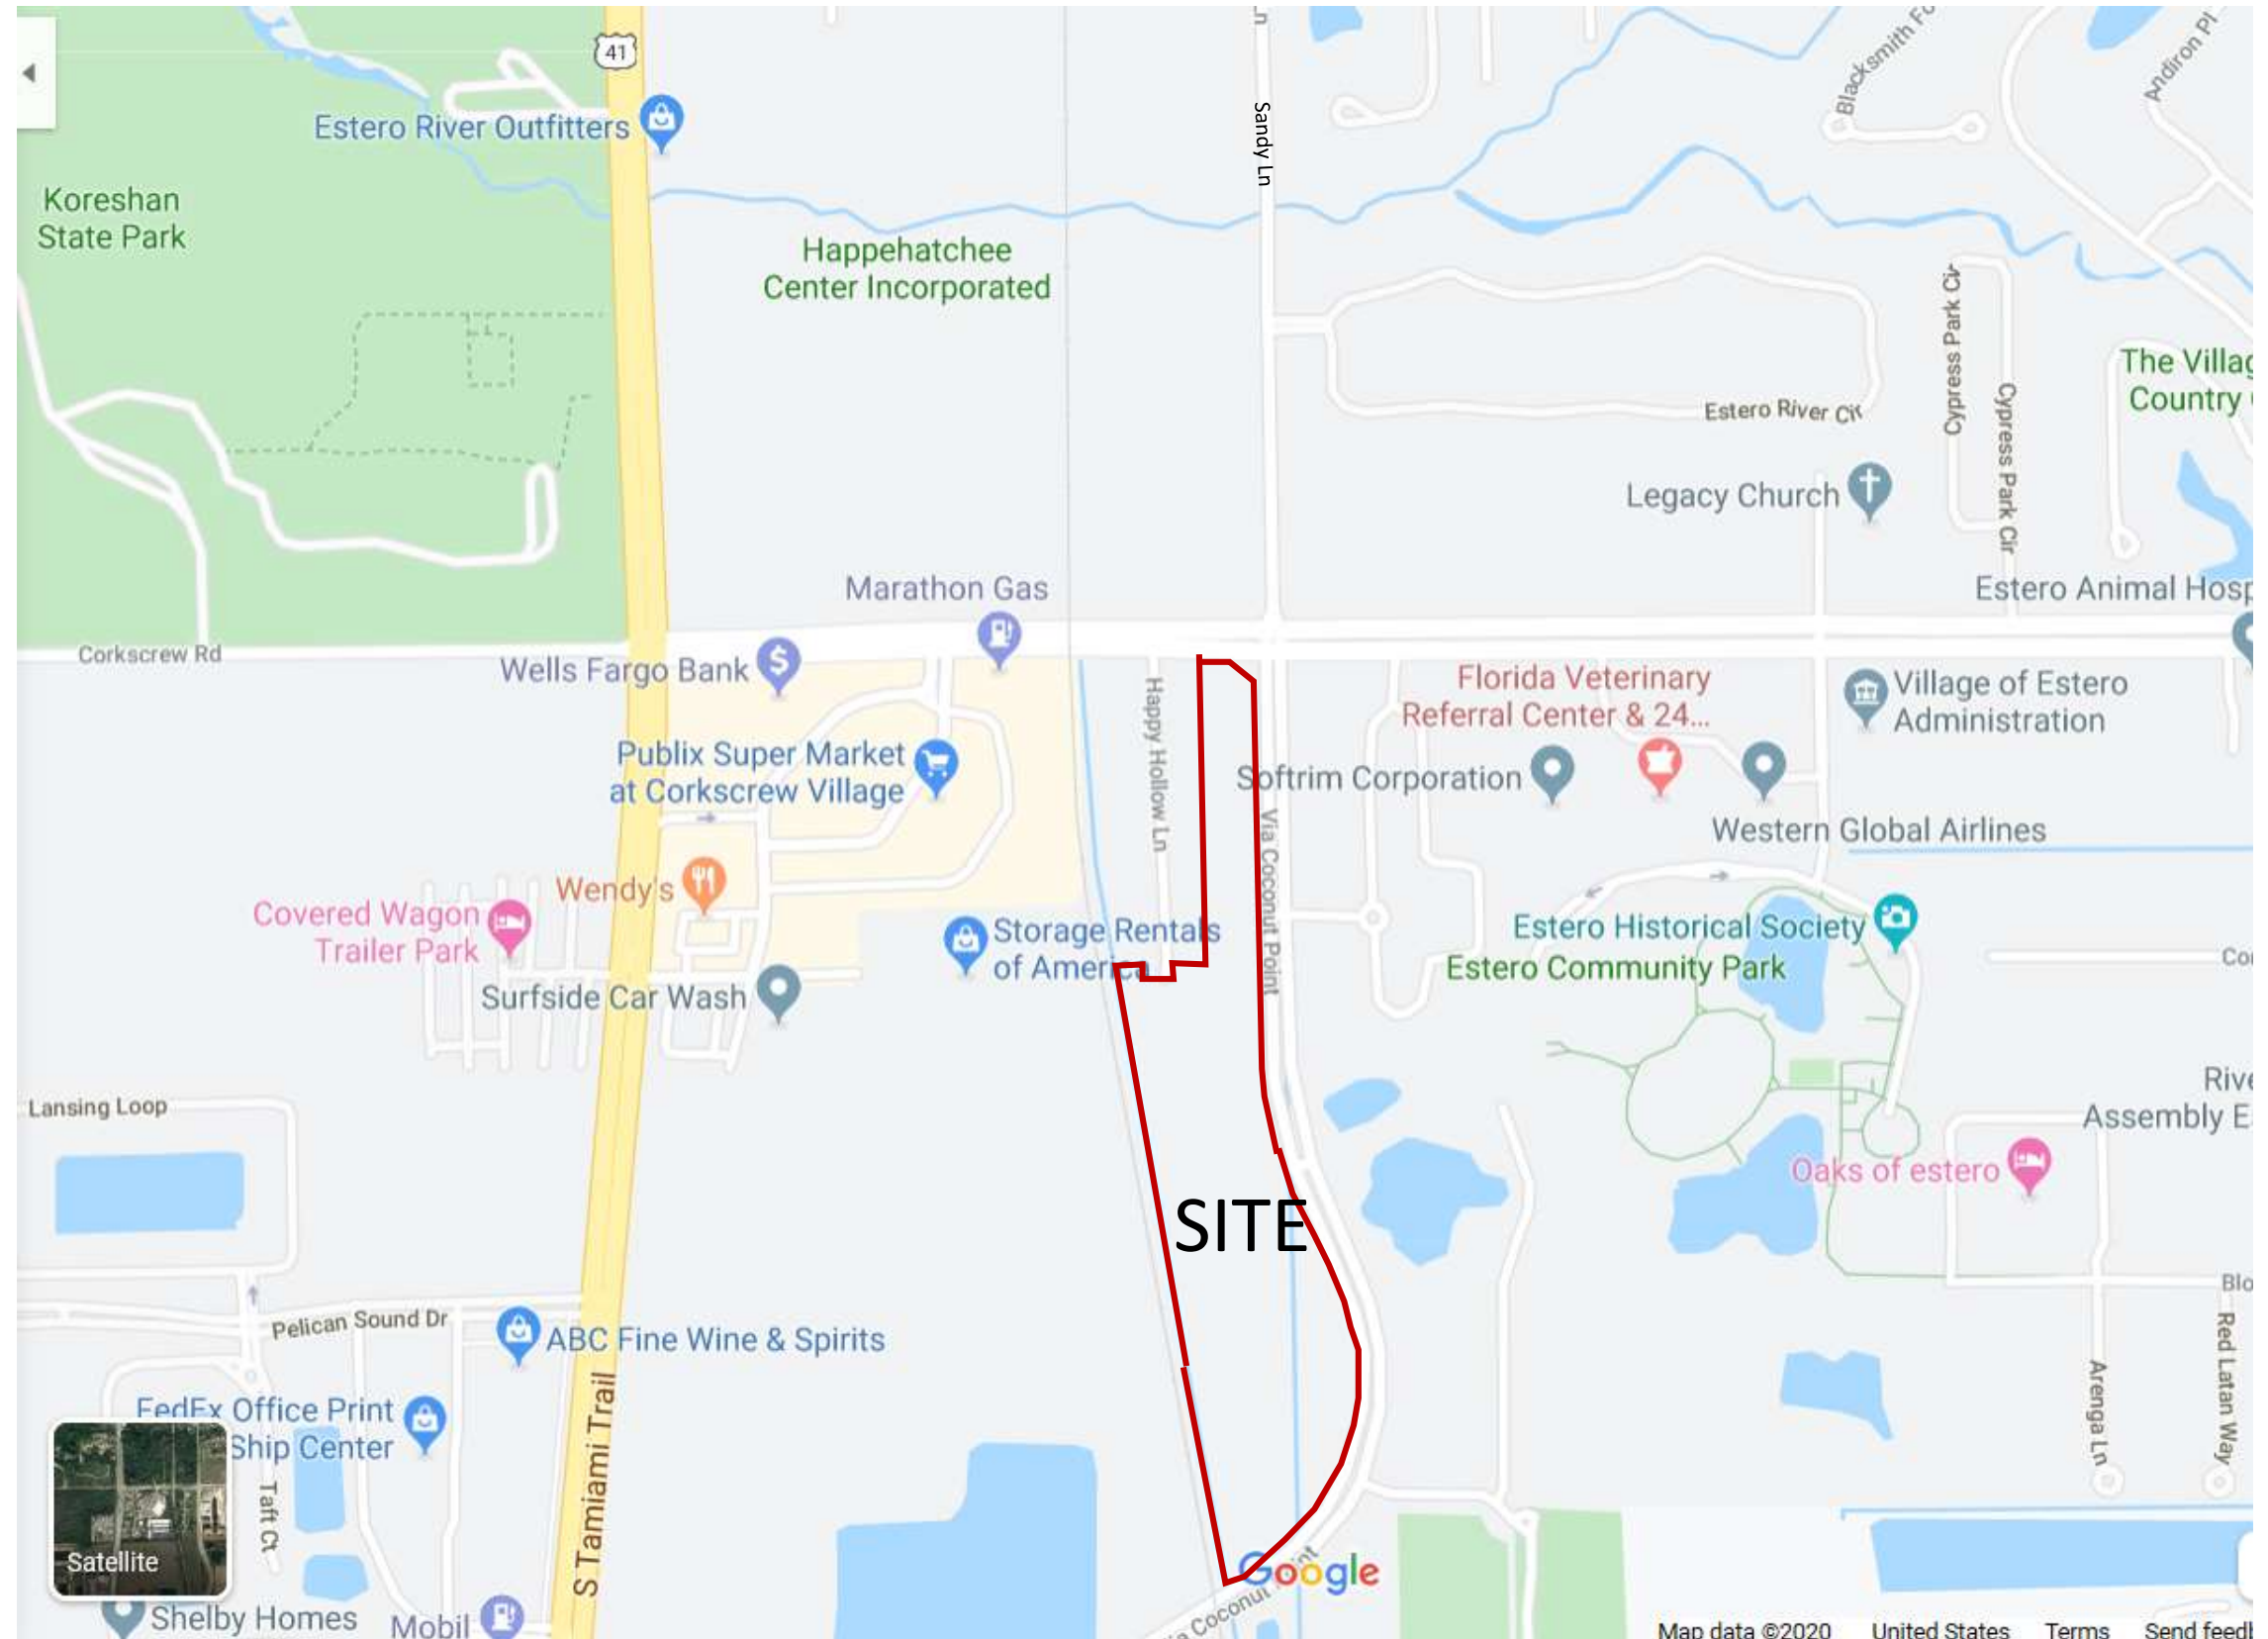 41
Estero River Outfitters
Koreshan
State Park
Happehatchee
Center Incorporated
Sandy Ln
Blacksmith Fo
Andiron Pl
Cypress Park Cir
Cypress Park Cir
The Villag
Country
Estero River Cir
Legacy Church
Estero Animal Hosp
Marathon Gas
Corkscrew Rd
Wells Fargo Bank
Happy Hollow Ln
Florida Veterinary
Referral Center & 24...
Village of Estero
Administration
Publix Super Market
at Corkscrew Village
Softrim Corporation
Via Coconut Point
Western Global Airlines
Wendy's
Covered Wagon
Trailer Park
Storage Rentals
of America
Estero Historical Society
Estero Community Park
Surfside Car Wash
Lansing Loop
Assembly E
Oaks of estero
SITE
Pelican Sound Dr
ABC Fine Wine & Spirits
Red Latan Way
Arenga Ln
FedEx Office Print
Ship Center
Taft Ct
S Tamiami Trail
Satellite
Google
Coconut
Shelby Homes
Mobil
Map data ©2020 United States Terms Send feedb